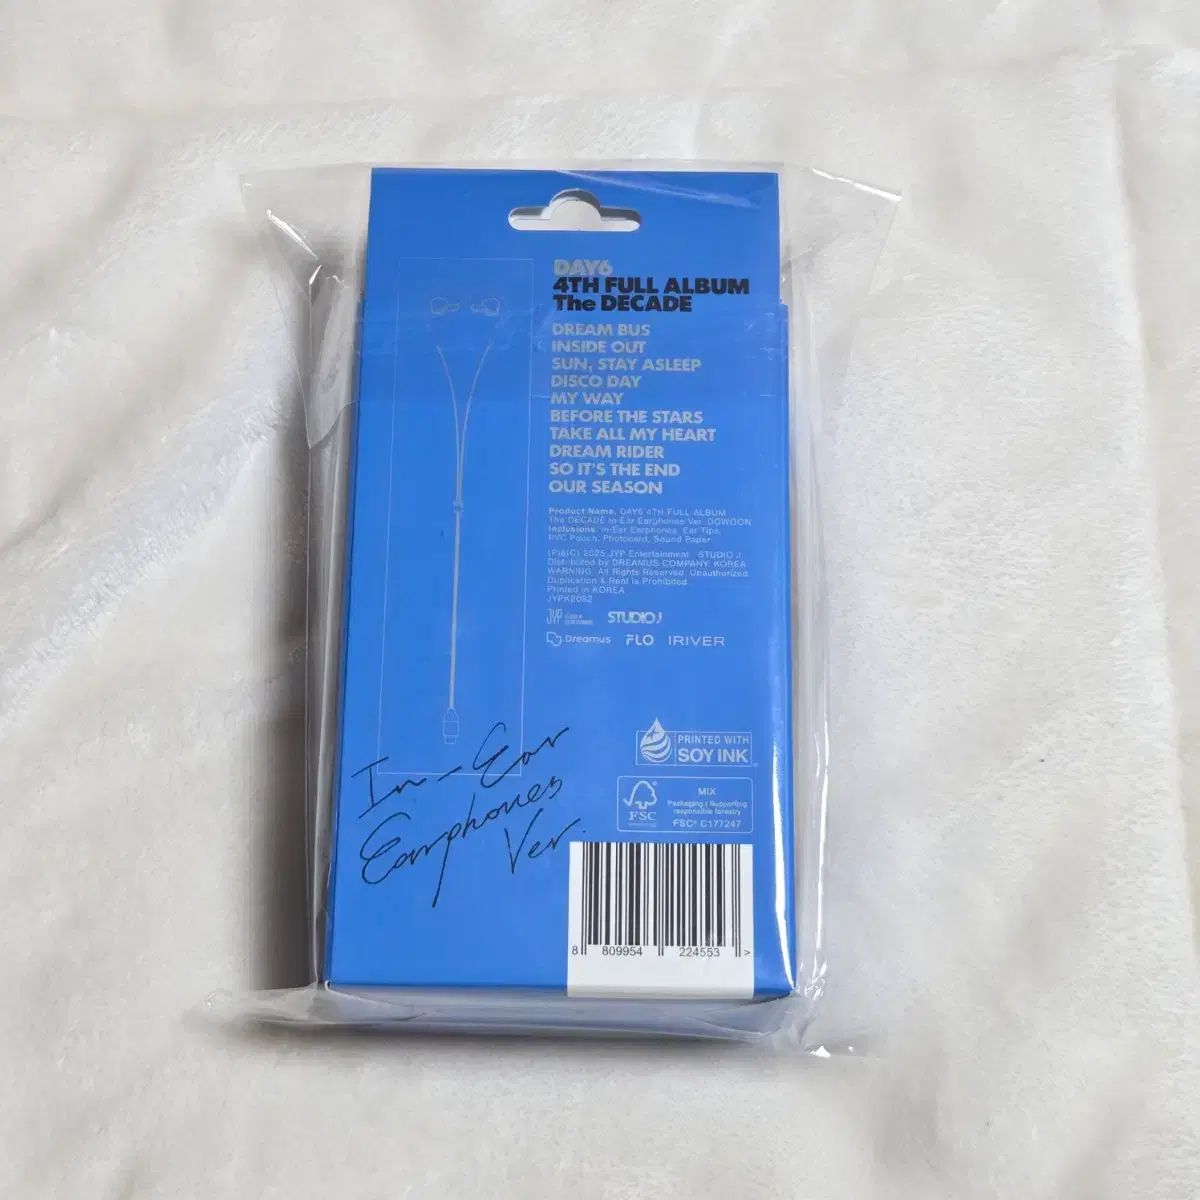 DAY6
4TH FULL ALBUM
The DECADE
DREAM BUS
INSIDE OUT
SUN, STAY ASLEEP
DISCO DAY
MY WAY
BEFORE THE STARS
TAKE ALL MY HEART
DREAM RIDER
SO IT'S THE END
OUR SEASON
Product Name. DAY6 4TH FULL ALBUM
The DECADE In-Ear Earphones Ver. DOWOON
Inclusions. In-Ear Earphones, Ear Tips,
PVC Pouch, Photocard, Sound Paper
(P)&(C) 2025 JYP Entertainment STUDIO J.
Distributed by DREAMUS COMPANY. KOREA
WARNING: All Rights Reserved. Unauthorized
Duplication & Rent is Prohibited.
Printed in KOREA
JYPK2082
STUDIO J
Dreamus FLO IRIVER
PRINTED WITH
SOY INK
In-Ear
Earphones
Ver.
FSC
MIX
Packaging | Supporting
responsible forestry
FSC® C177247
8 809954 224553 >